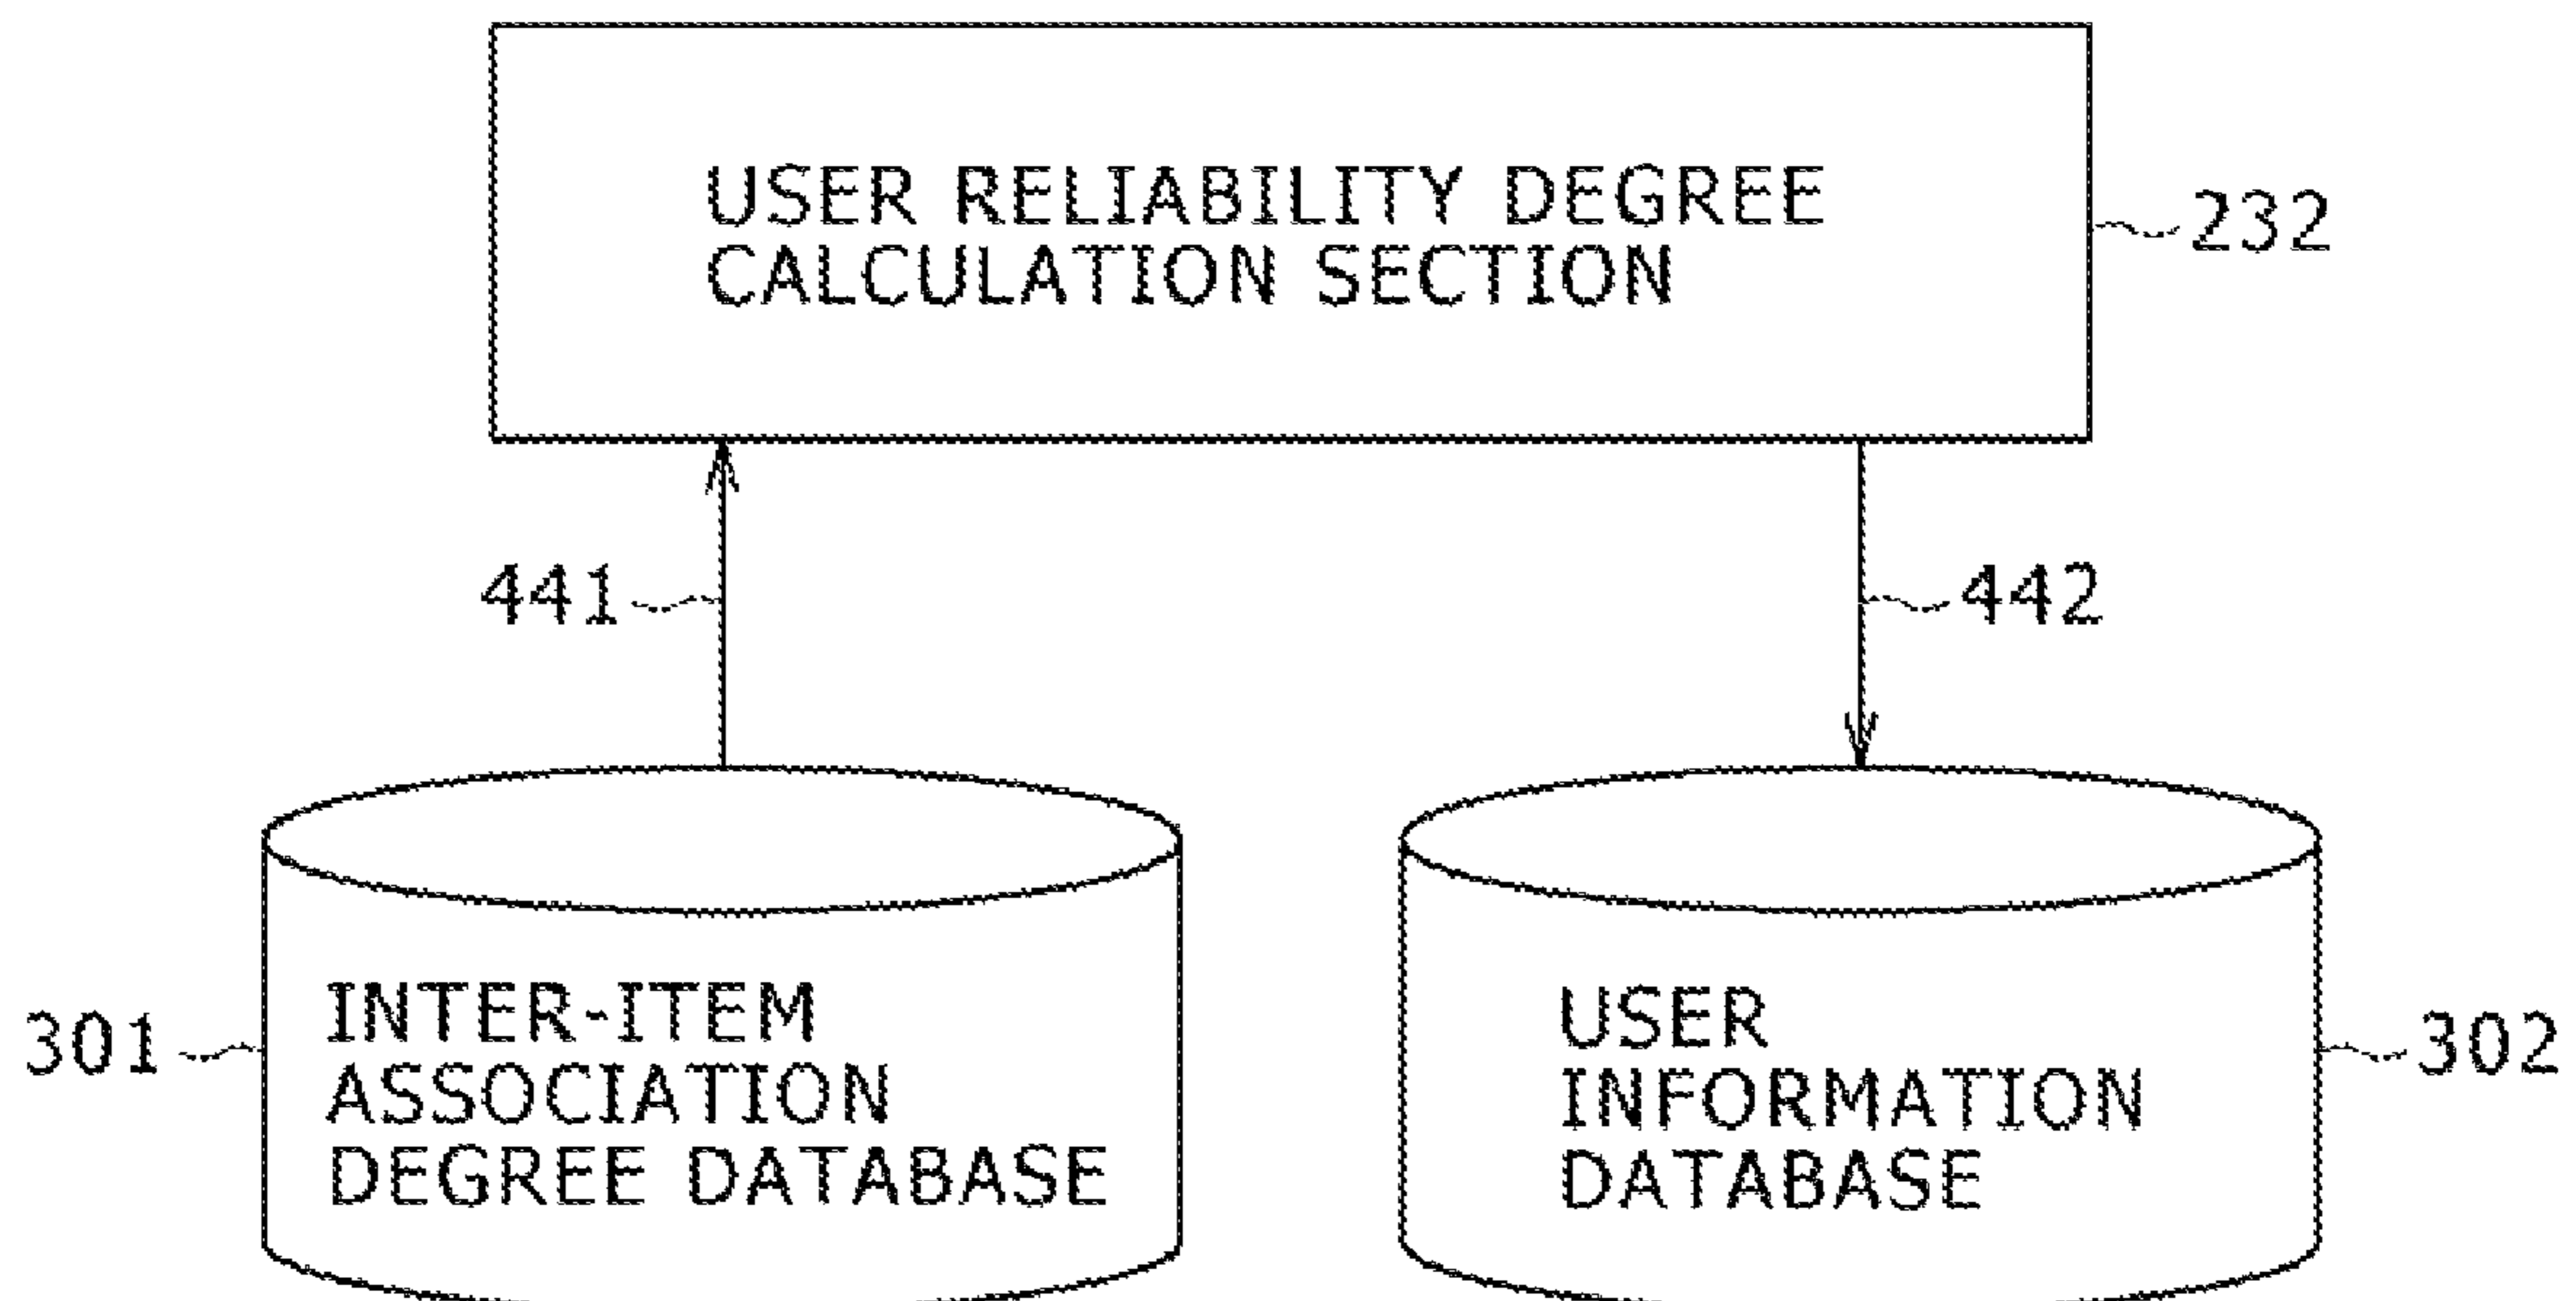 USER RELIABILITY DEGREE
CALCULATION SECTION
232
441
442
301
INTER-ITEM
ASSOCIATION
DEGREE DATABASE
USER
INFORMATION
DATABASE
302